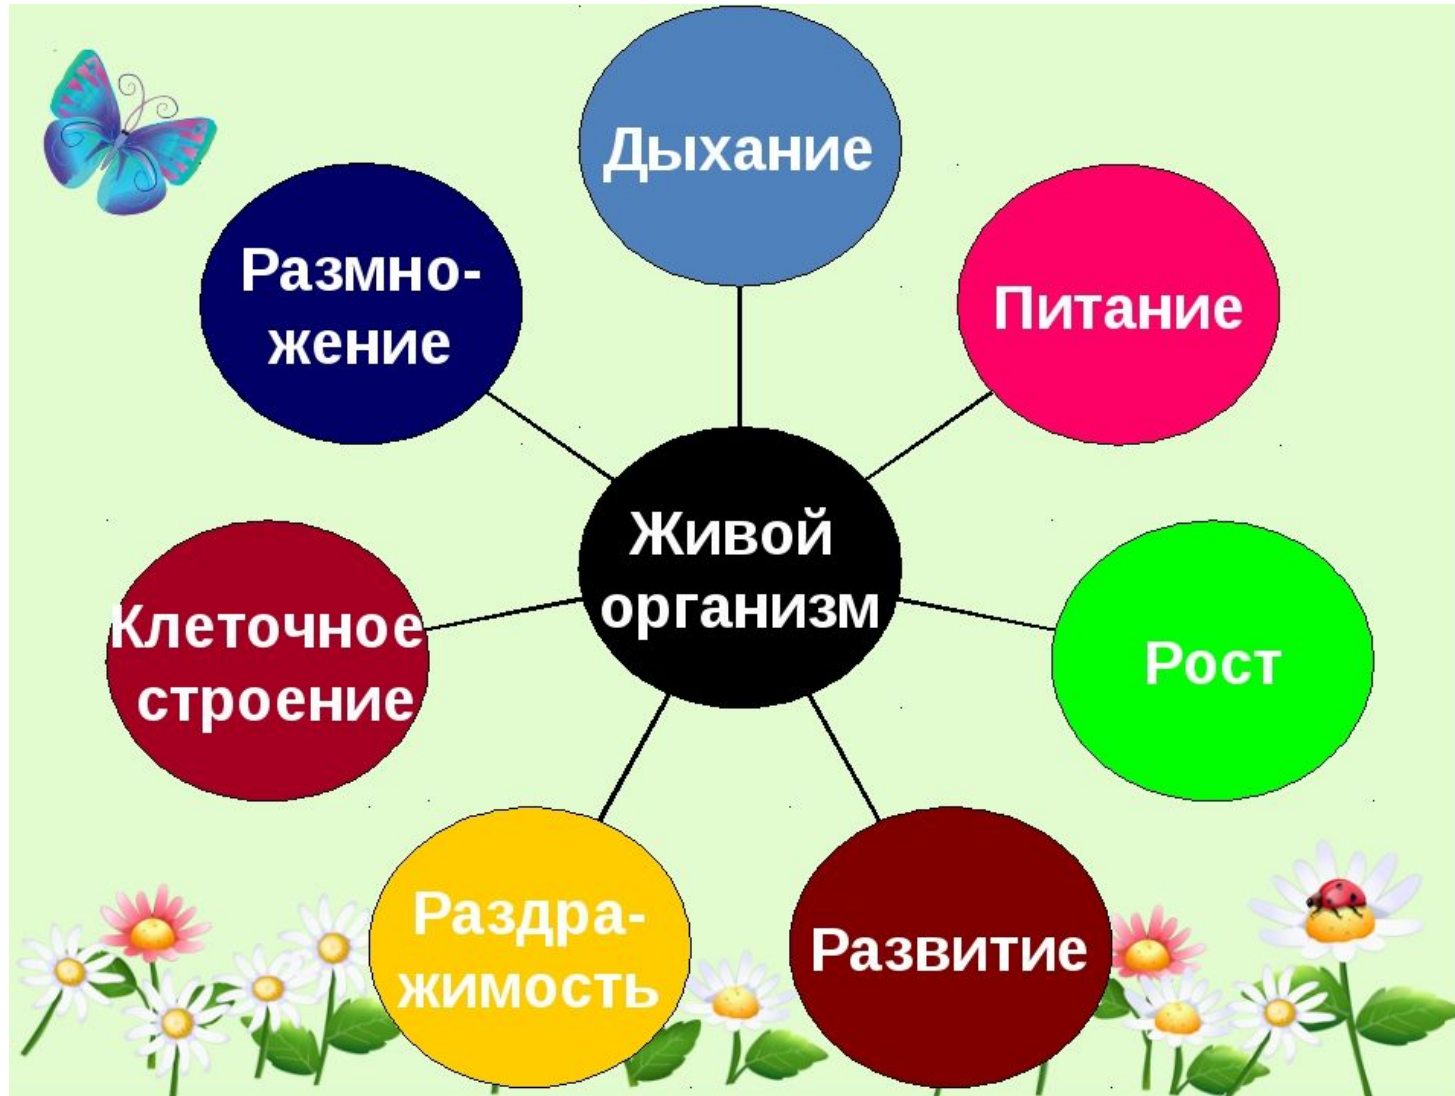 Дыхание
Размно-
жение
Питание
Живой
организм
Клеточное
строение
Рост
Раздра-
жимость
Развитие